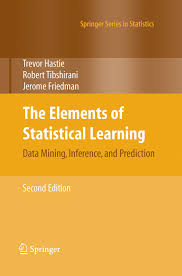 Springer Series in Statistics
Trevor Hastie
Robert Tibshirani
Jerome Friedman
The Elements of
Statistical Learning
Data Mining, Inference, and Prediction
Second Edition
Springer